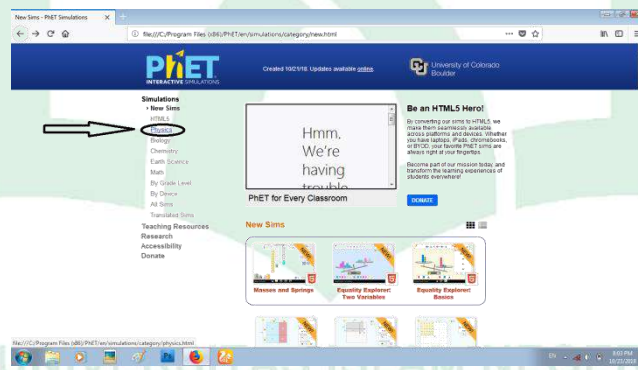 New Sims - PhET Simulations
file:///C:/Program Files (x86)/PhET/en/simulations/category/new.html
PhET
INTERACTIVE SIMULATIONS
Created 10/21/18. Updates available online.
University of Colorado
Boulder
Simulations
• New Sims
HTML5
Physics
Biology
Chemistry
Earth Science
Math
By Grade Level
By Device
All Sims
Translated Sims
Teaching Resources
Research
Accessibility
Donate
Hmm.
We're
having
trouble
PhET for Every Classroom
Be an HTML5 Hero!
By converting our sims to HTML5, we
make them seamlessly available
across platforms and devices. Whether
you have laptops, iPads, chromebooks,
or BYOD, your favorite PhET sims are
always right at your fingertips.
Become part of our mission today, and
transform the learning experiences of
students everywhere!
DONATE
New Sims
NEW!
NEW!
NEW!
Masses and Springs
Equality Explorer:
Two Variables
Equality Explorer:
Basics
file:///C:/Program Files (x86)/PhET/en/simulations/category/physics.html
EN